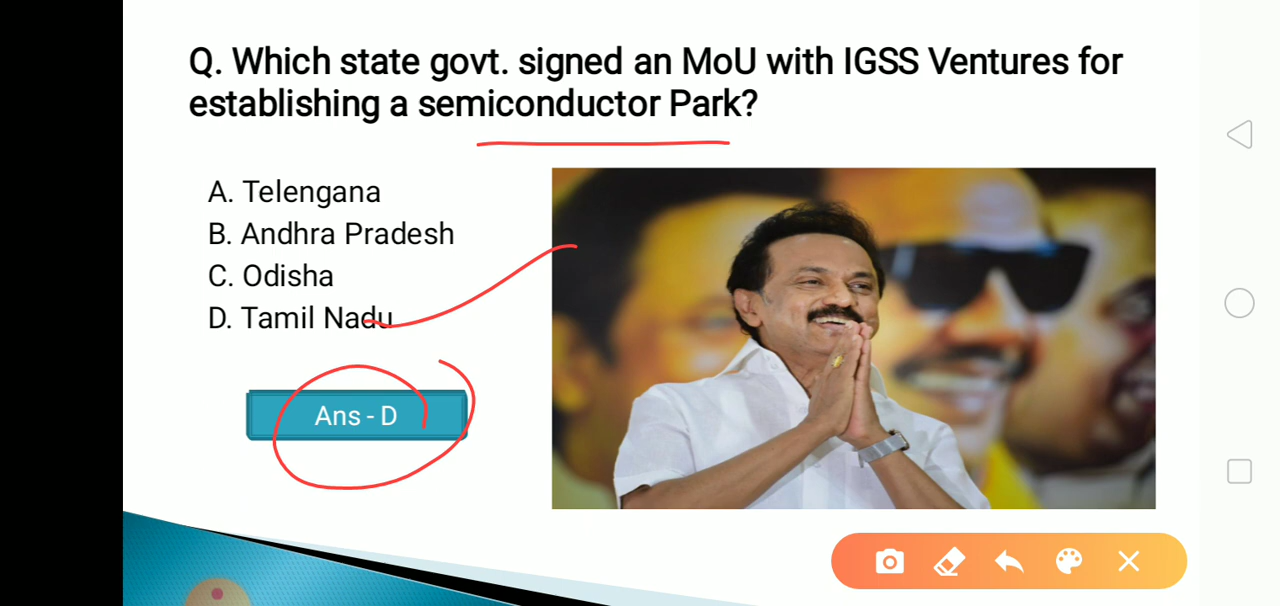 Q. Which state govt. signed an MoU with IGSS Ventures for
establishing a semiconductor Park?
A. Telengana
B. Andhra Pradesh
C. Odisha
D. Tamil Nadu
Ans - D